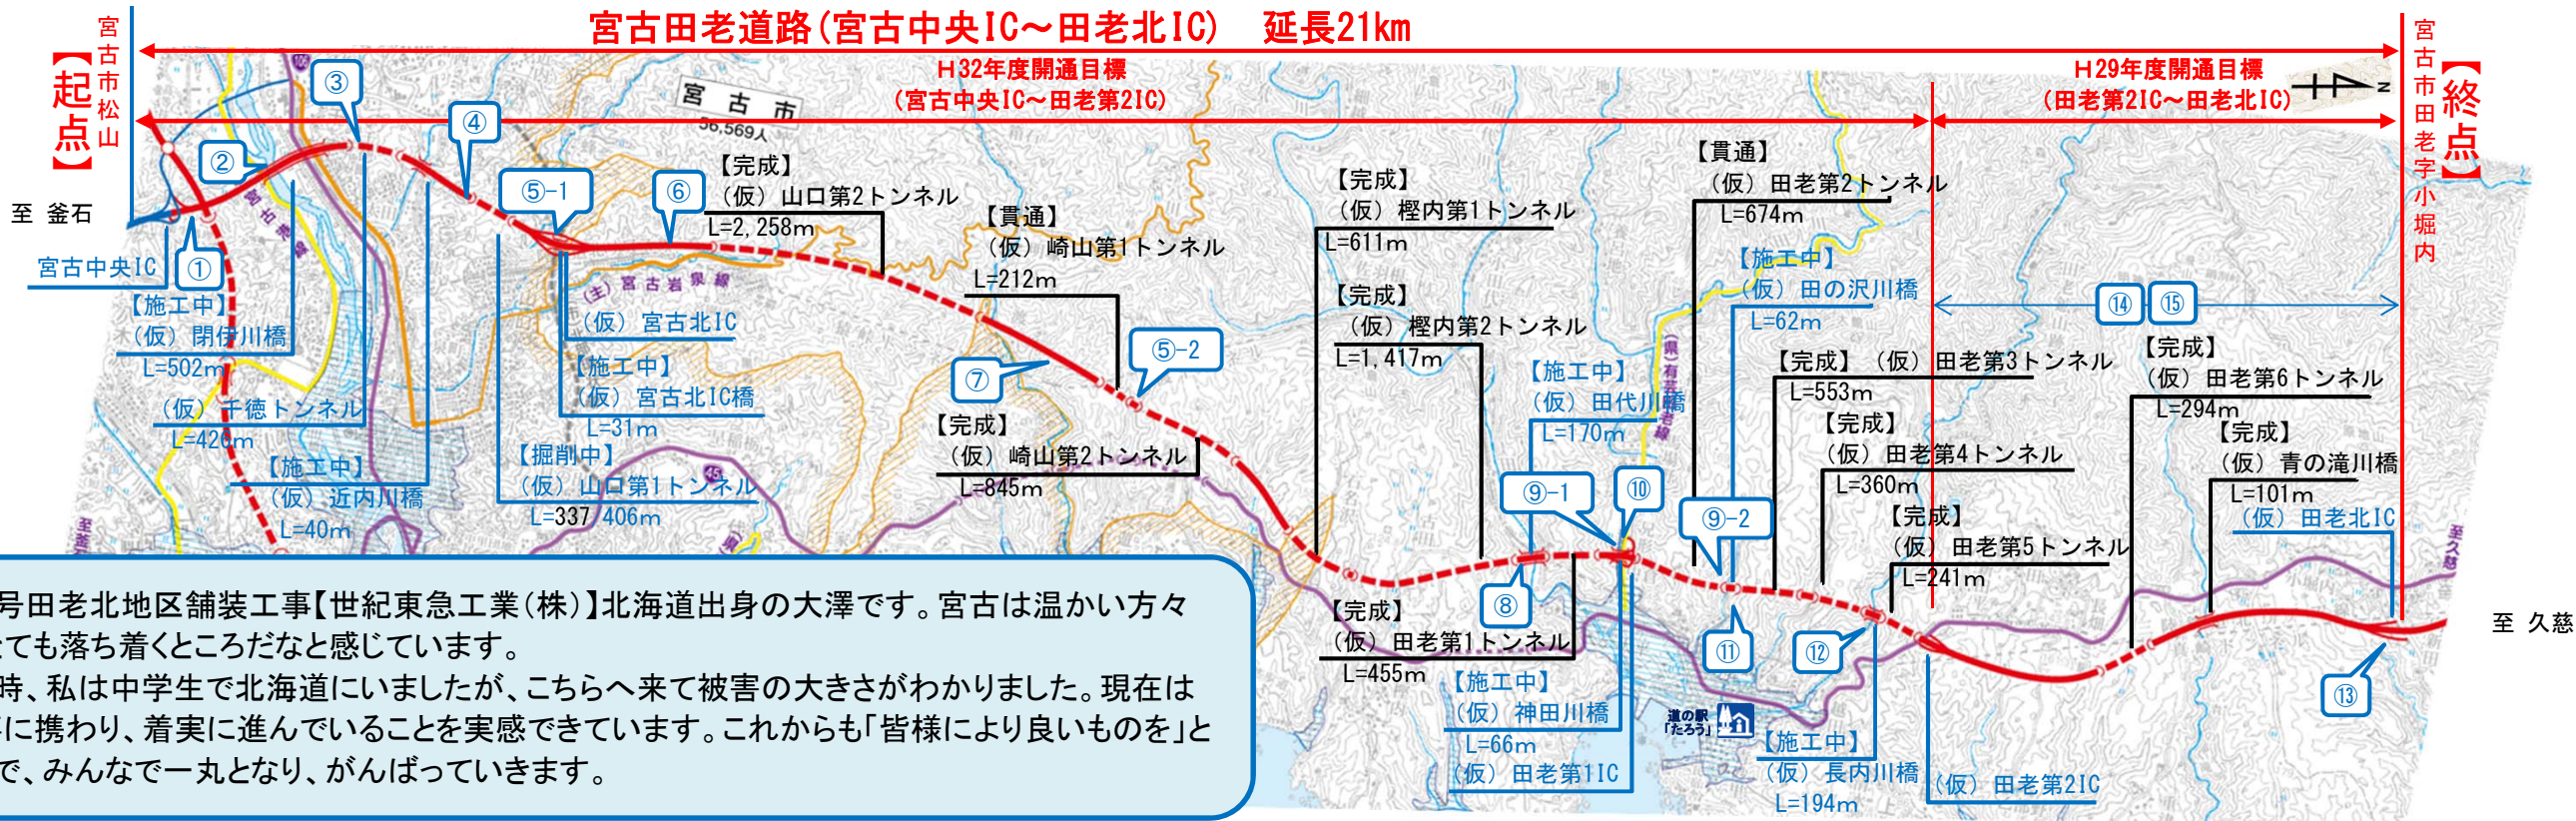 宮古田老道路(宮古中央IC～田老北IC)　延長21km
【起点】
宮古市松山
H32年度開通目標
(宮古中央IC～田老第2IC)
H29年度開通目標
(田老第2IC～田老北IC)
N
宮古市田老字小堀内
【終点】
宮古市
56,569人
106
③
④
②
⑤-1
⑥
①
至 釜石
宮古中央IC
【施工中】
(仮) 閉伊川橋
L=502m
(仮) 千徳トンネル
L=420m
【施工中】
(仮) 近内川橋
L=40m
【完成】
(仮) 山口第2トンネル
L=2,258m
(主) 宮古岩泉線
(仮) 宮古北IC
【施工中】
(仮) 宮古北IC橋
L=31m
【掘削中】
(仮) 山口第1トンネル
L=337/406m
45
【貫通】
(仮) 崎山第1トンネル
L=212m
⑦
⑤-2
【完成】
(仮) 崎山第2トンネル
L=845m
【完成】
(仮) 樫内第1トンネル
L=611m
【完成】
(仮) 樫内第2トンネル
L=1,417m
【貫通】
(仮) 田老第2トンネル
L=674m
【施工中】
(仮) 田の沢川橋
L=62m
【施工中】
(仮) 田代川橋
L=170m
⑨-1
⑩
⑨-2
⑧
【完成】
(仮) 田老第1トンネル
L=455m
【施工中】
(仮) 神田川橋
L=66m
(仮) 田老第1IC
【完成】 (仮) 田老第3トンネル
L=553m
【完成】
(仮) 田老第4トンネル
L=360m
【完成】
(仮) 田老第5トンネル
L=241m
⑭
⑮
【完成】
(仮) 田老第6トンネル
L=294m
【完成】
(仮) 青の滝川橋
L=101m
(仮) 田老北IC
⑪
⑫
⑬
道の駅
「たろう」
【施工中】
(仮) 長内川橋
L=194m
(仮) 田老第2IC
至久慈
至 久慈
号田老北地区舗装工事【世紀東急工業(株)】北海道出身の大澤です。宮古は温かい方々
とても落ち着くところだなと感じています。
時、私は中学生で北海道にいましたが、こちらへ来て被害の大きさがわかりました。現在は
に携わり、着実に進んでいることを実感できています。これからも「皆様により良いものを」と
で、みんなで一丸となり、がんばっていきます。